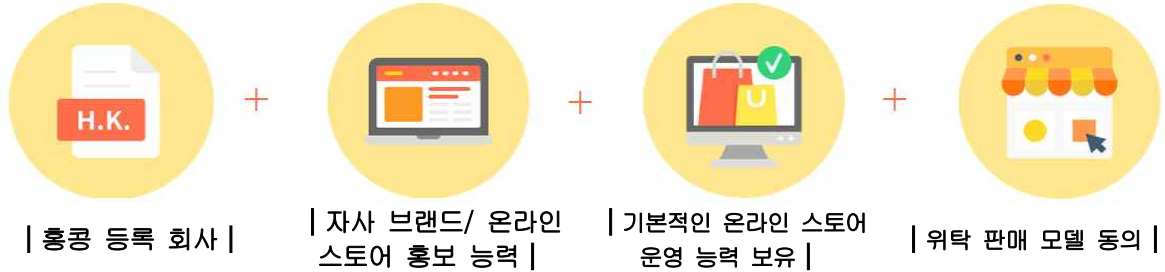 H.K.
| 홍콩 등록 회사 |
| 자사 브랜드/ 온라인
스토어 홍보 능력 |
| 기본적인 온라인 스토어
운영 능력 보유 |
| 위탁 판매 모델 동의 |